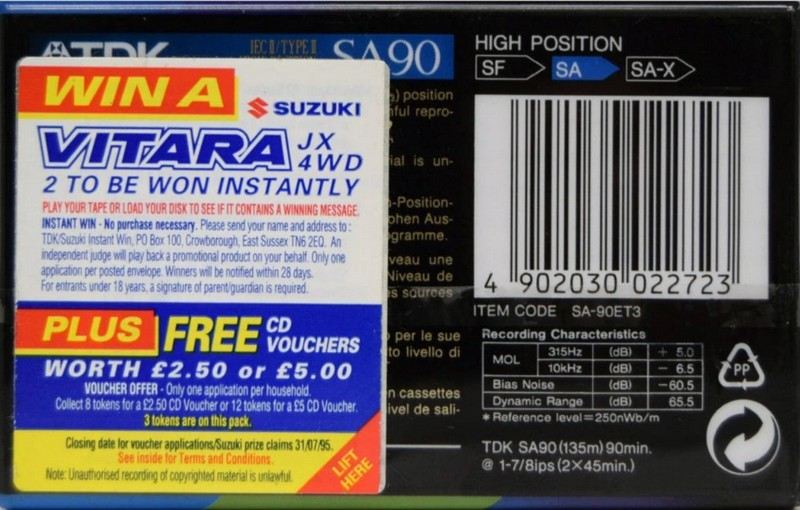 TDK
IEC II/TYPE II
SA90
WIN A
SUZUKI
VITARA JX
4WD
2 TO BE WON INSTANTLY
PLAY YOUR TAPE OR LOAD YOUR DISK TO SEE IF IT CONTAINS A WINNING MESSAGE.
INSTANT WIN - No purchase necessary. Please send your name and address to :
TDK/Suzuki Instant Win, PO Box 100, Crowborough, East Sussex TN6 2EQ. An
independent judge will play back a promotional product on your behalf. Only one
application per posted envelope. Winners will be notified within 28 days.
For entrants under 18 years, a signature of parent/guardian is required.
PLUS FREE CD
VOUCHERS
WORTH £2.50 or £5.00
VOUCHER OFFER - Only one application per household.
Collect 8 tokens for a £2.50 CD Voucher or 12 tokens for a £5 CD Voucher.
3 tokens are on this pack.
Closing date for voucher applications/Suzuki prize claims 31/07/95.
See inside for Terms and Conditions.
Note: Unauthorised recording of copyrighted material is unlawful.
LIFT
HERE
position
ial is un-
-Position-
ohen Aus-
gramme.
veau une
Niveau de
s sources
o per le sue
to livello di
n cassettes
ivel de sali-
HIGH POSITION
SF SA SA-X
4 902030 022723
ITEM CODE SA-90ET3
Recording Characteristics
MOL 315Hz (dB) + 5.0
10kHz (dB) - 6.5
Bias Noise (dB) -60.5
Dynamic Range (dB) 65.5
* Reference level=250nWb/m
PP
TDK SA90(135m)90min.
@ 1-7/8ips(2×45min.)